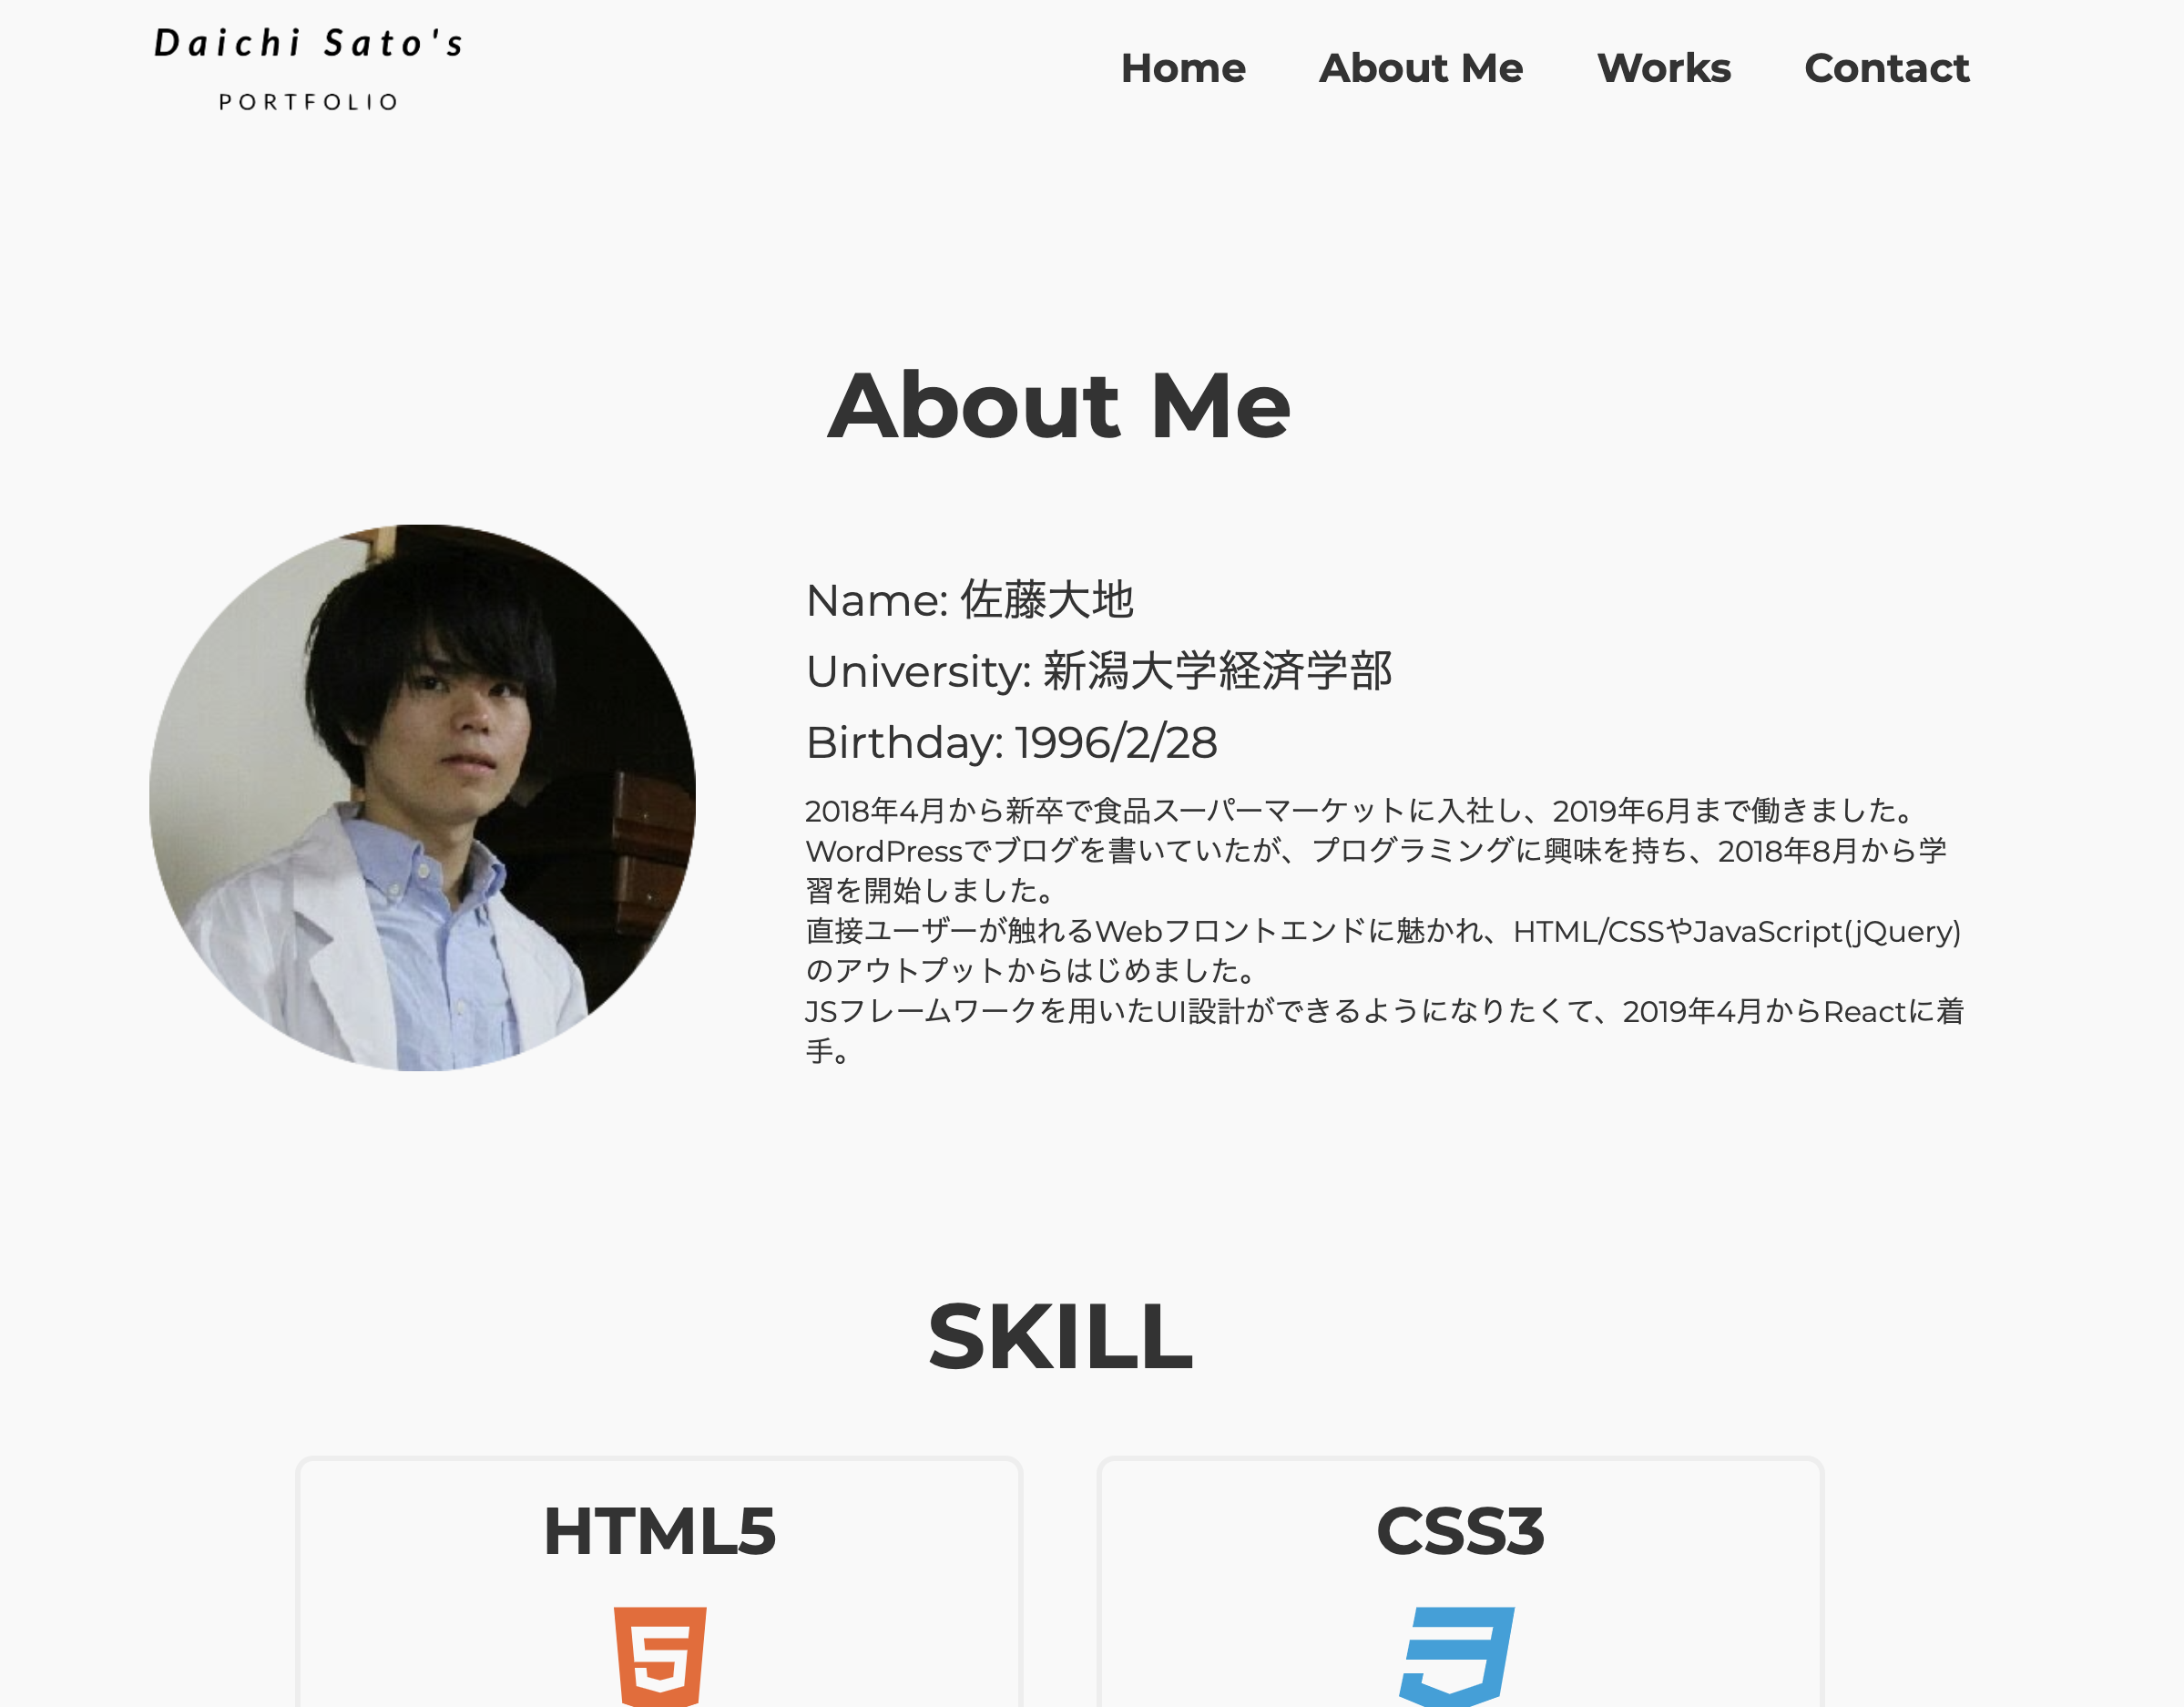 Daichi Sato's
PORTFOLIO
Home About Me Works Contact
About Me
Name: 佐藤大地
University: 新潟大学経済学部
Birthday: 1996/2/28
2018年4月から新卒で食品スーパーマーケットに入社し、2019年6月まで働きました。
WordPressでブログを書いていたが、プログラミングに興味を持ち、2018年8月から学
習を開始しました。
直接ユーザーが触れるWebフロントエンドに魅かれ、HTML/CSSやJavaScript(jQuery)
のアウトプットからはじめました。
JSフレームワークを用いたUI設計ができるようになりたくて、2019年4月からReactに着
手。
SKILL
HTML5 CSS3